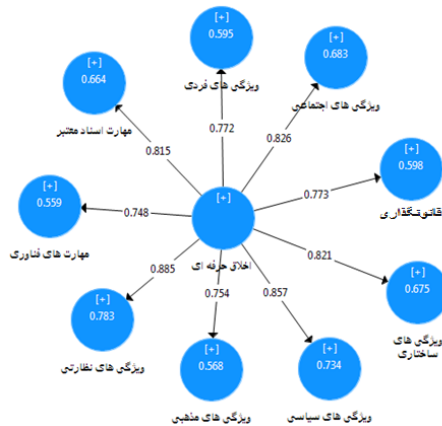 [+]
0.595
ویژگی های فردی
[+]
0.683
ویژگی های اجتماعی
[+]
0.664
مهارت اسناد معتبر
0.772
0.826
0.815
[+]
0.598
قانونگذاری
0.773
[+]
0.559
مهارت های فناوری
0.748
[+]
اخلاق حرفه ای
0.821
[+]
0.675
ویژگی های
ساختاری
0.885
0.754
0.857
[+]
0.783
ویژگی های نظارتی
[+]
0.568
ویژگی های مذهبی
[+]
0.734
ویژگی های سیاسی